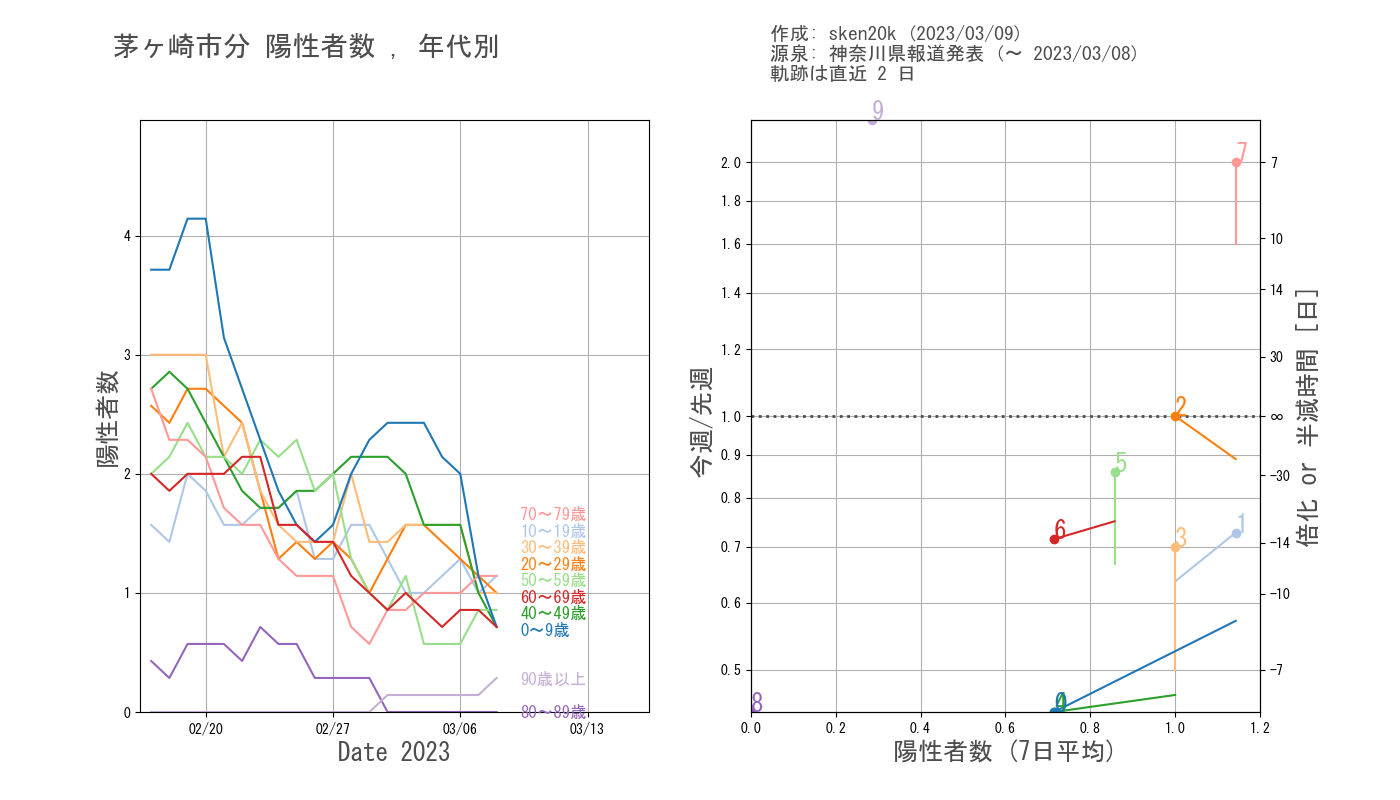 茅ヶ崎市分 陽性者数 , 年代別
作成: sken20k (2023/03/09)
源泉: 神奈川県報道発表 (～ 2023/03/08)
軌跡は直近 2 日
陽性者数
4
3
2
1
0
02/20
02/27
03/06
03/13
Date 2023
70～79歳
10～19歳
30～39歳
20～29歳
50～59歳
60～69歳
40～49歳
0～9歳
90歳以上
80～89歳
今週/先週
2.0
1.8
1.6
1.4
1.2
1.0
0.9
0.8
0.7
0.6
0.5
0.0
0.2
0.4
0.6
0.8
1.0
1.2
陽性者数 (7日平均)
9
7
2
5
6
3
1
8
0
7
10
14
30
∞
−30
−14
−10
−7
倍化 or 半減時間 [日]